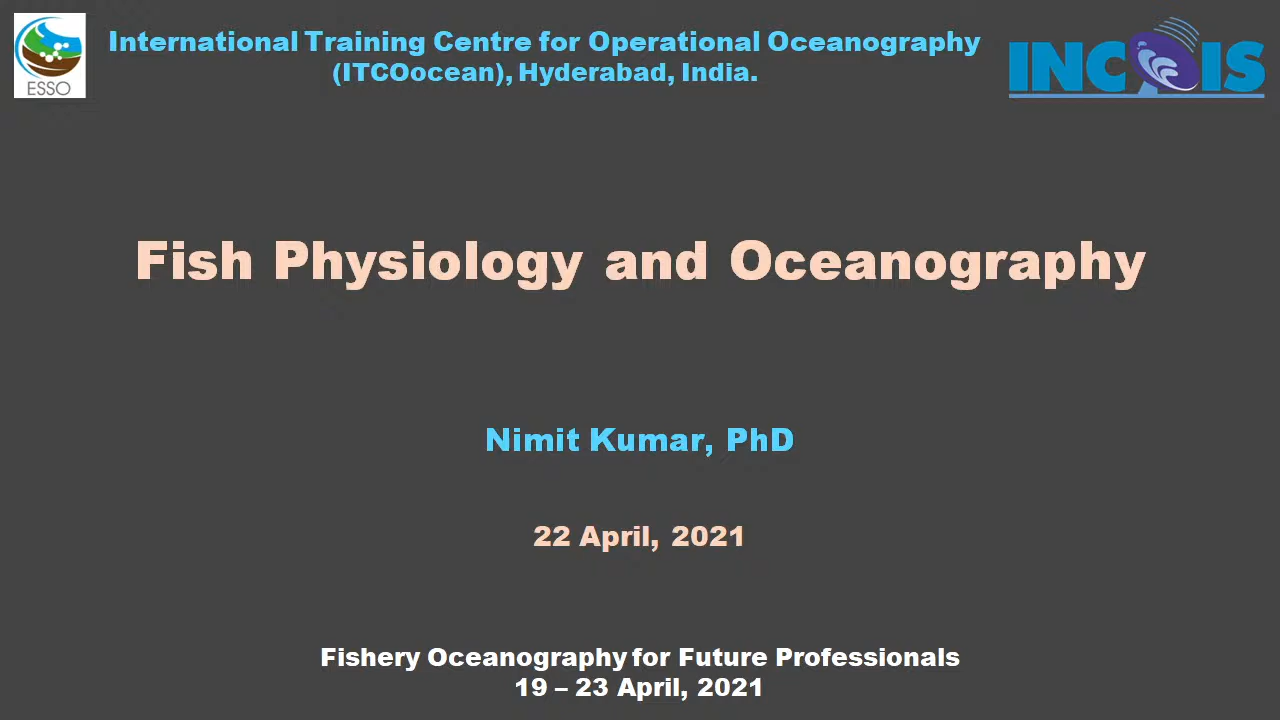 ESSO
International Training Centre for Operational Oceanography
(ITCOocean), Hyderabad, India.
INCOIS
Fish Physiology and Oceanography
Nimit Kumar, PhD
22 April, 2021
Fishery Oceanography for Future Professionals
19 – 23 April, 2021